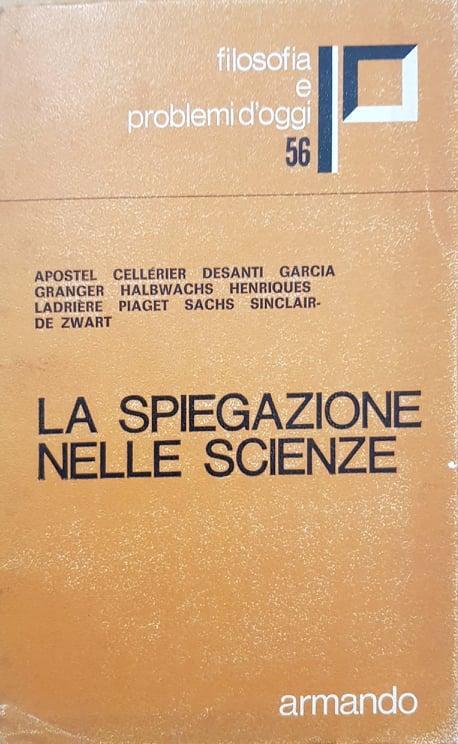 filosofia
e
problemi d'oggi
56
APOSTEL CELLÉRIER DESANTI GARCIA
GRANGER HALBWACHS HENRIQUES
LADRIÈRE PIAGET SACHS SINCLAIR-
DE ZWART
LA SPIEGAZIONE
NELLE SCIENZE
armando